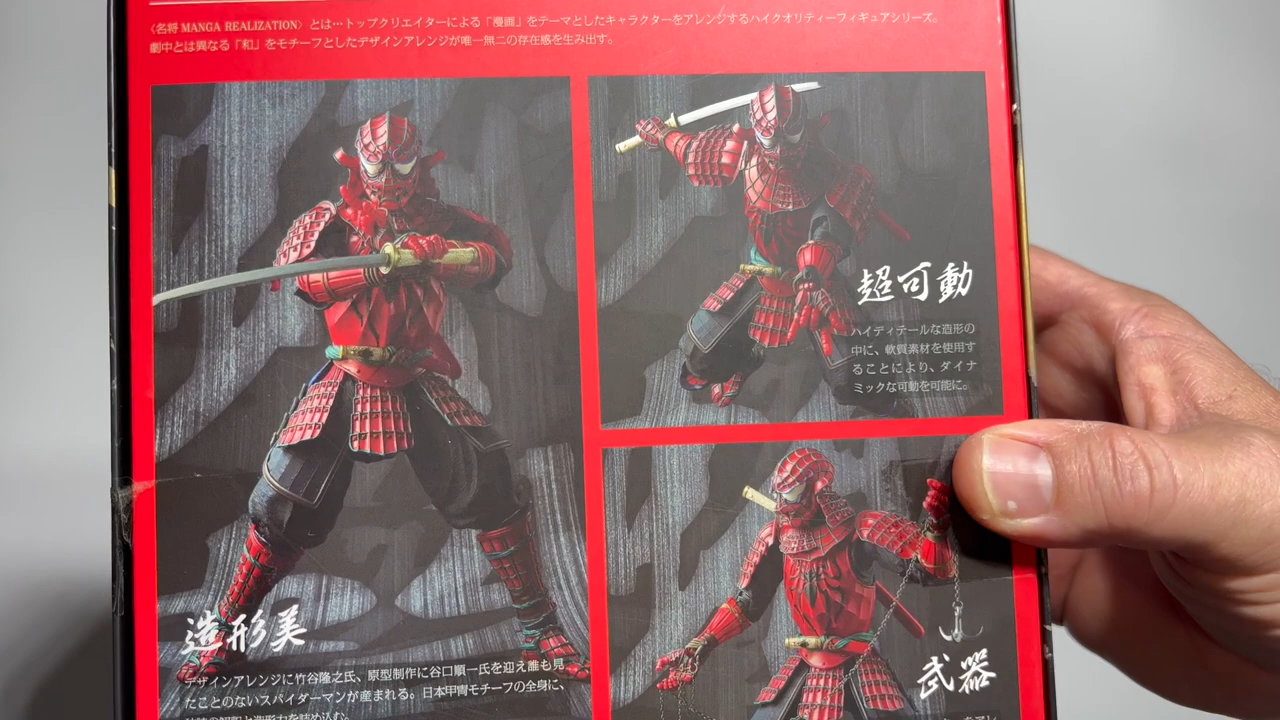 〈名将 MANGA REALIZATION〉とは…トップクリエイターによる「漫画」をテーマとしたキャラクターをアレンジするハイクオリティーフィギュアシリーズ。
劇中とは異なる「和」をモチーフとしたデザインアレンジが唯一無二の存在感を生み出す。
超可動
ハイディテールな造形の
中に、軟質素材を使用す
ることにより、ダイナ
ミックな可動を可能に。
造形美
デザインアレンジに竹谷隆之氏、原型制作に谷口順一氏を迎え誰も見
たことのないスパイダーマンが産まれる。日本甲冑モチーフの全身に、
武器